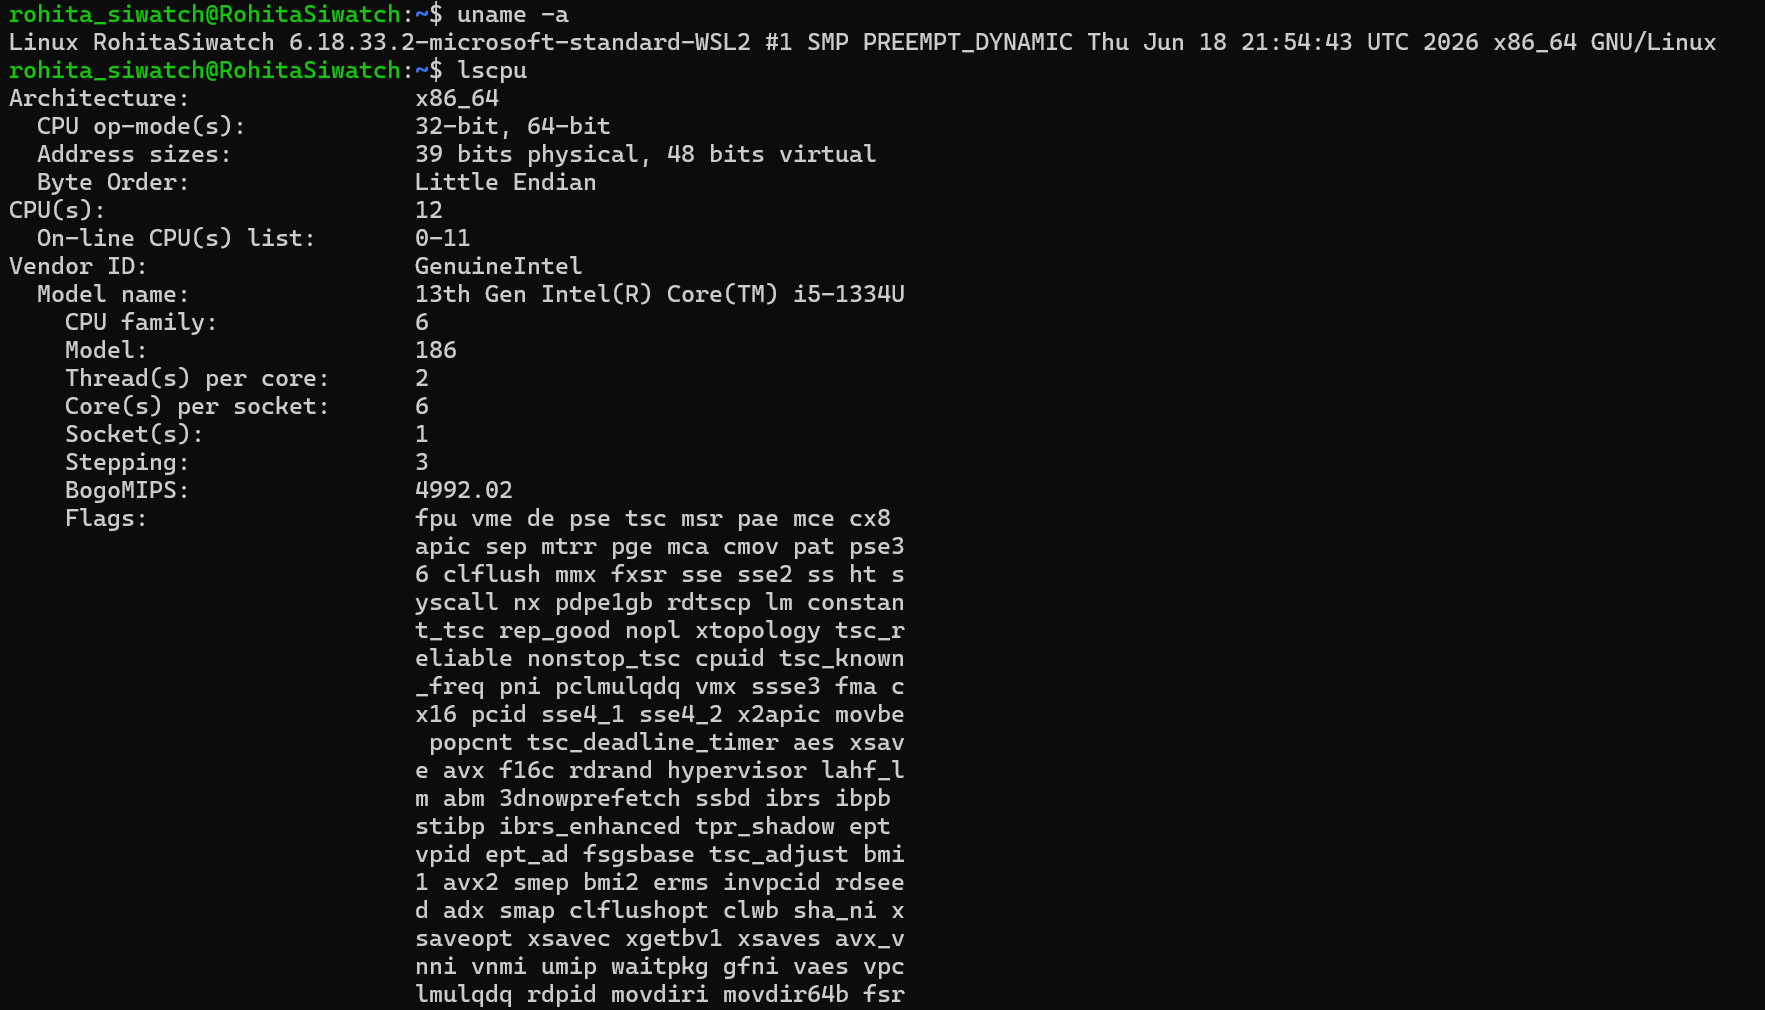 rohita_siwatch@RohitaSiwatch:~$ uname -a
Linux RohitaSiwatch 6.18.33.2-microsoft-standard-WSL2 #1 SMP PREEMPT_DYNAMIC Thu Jun 18 21:54:43 UTC 2026 x86_64 GNU/Linux
rohita_siwatch@RohitaSiwatch:~$ lscpu
Architecture: x86_64
CPU op-mode(s): 32-bit, 64-bit
Address sizes: 39 bits physical, 48 bits virtual
Byte Order: Little Endian
CPU(s): 12
On-line CPU(s) list: 0-11
Vendor ID: GenuineIntel
Model name: 13th Gen Intel(R) Core(TM) i5-1334U
CPU family: 6
Model: 186
Thread(s) per core: 2
Core(s) per socket: 6
Socket(s): 1
Stepping: 3
BogoMIPS: 4992.02
Flags: fpu vme de pse tsc msr pae mce cx8
apic sep mtrr pge mca cmov pat pse3
6 clflush mmx fxsr sse sse2 ss ht s
yscall nx pdpe1gb rdtscp lm constan
t_tsc rep_good nopl xtopology tsc_r
eliable nonstop_tsc cpuid tsc_known
_freq pni pclmulqdq vmx ssse3 fma c
x16 pcid sse4_1 sse4_2 x2apic movbe
popcnt tsc_deadline_timer aes xsav
e avx f16c rdrand hypervisor lahf_l
m abm 3dnowprefetch ssbd ibrs ibpb
stibp ibrs_enhanced tpr_shadow ept
vpid ept_ad fsgsbase tsc_adjust bmi
1 avx2 smep bmi2 erms invpcid rdsee
d adx smap clflushopt clwb sha_ni x
saveopt xsavec xgetbv1 xsaves avx_v
nni vnmi umip waitpkg gfni vaes vpc
lmulqdq rdpid movdiri movdir64b fsr